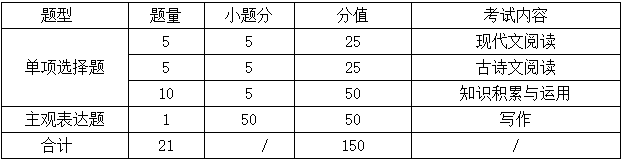 题型 题量 小题分 分值 考试内容
单项选择题 5 5 25 现代文阅读
5 5 25 古诗文阅读
10 5 50 知识积累与运用
主观表达题 1 50 50 写作
合计 21 / 150 /